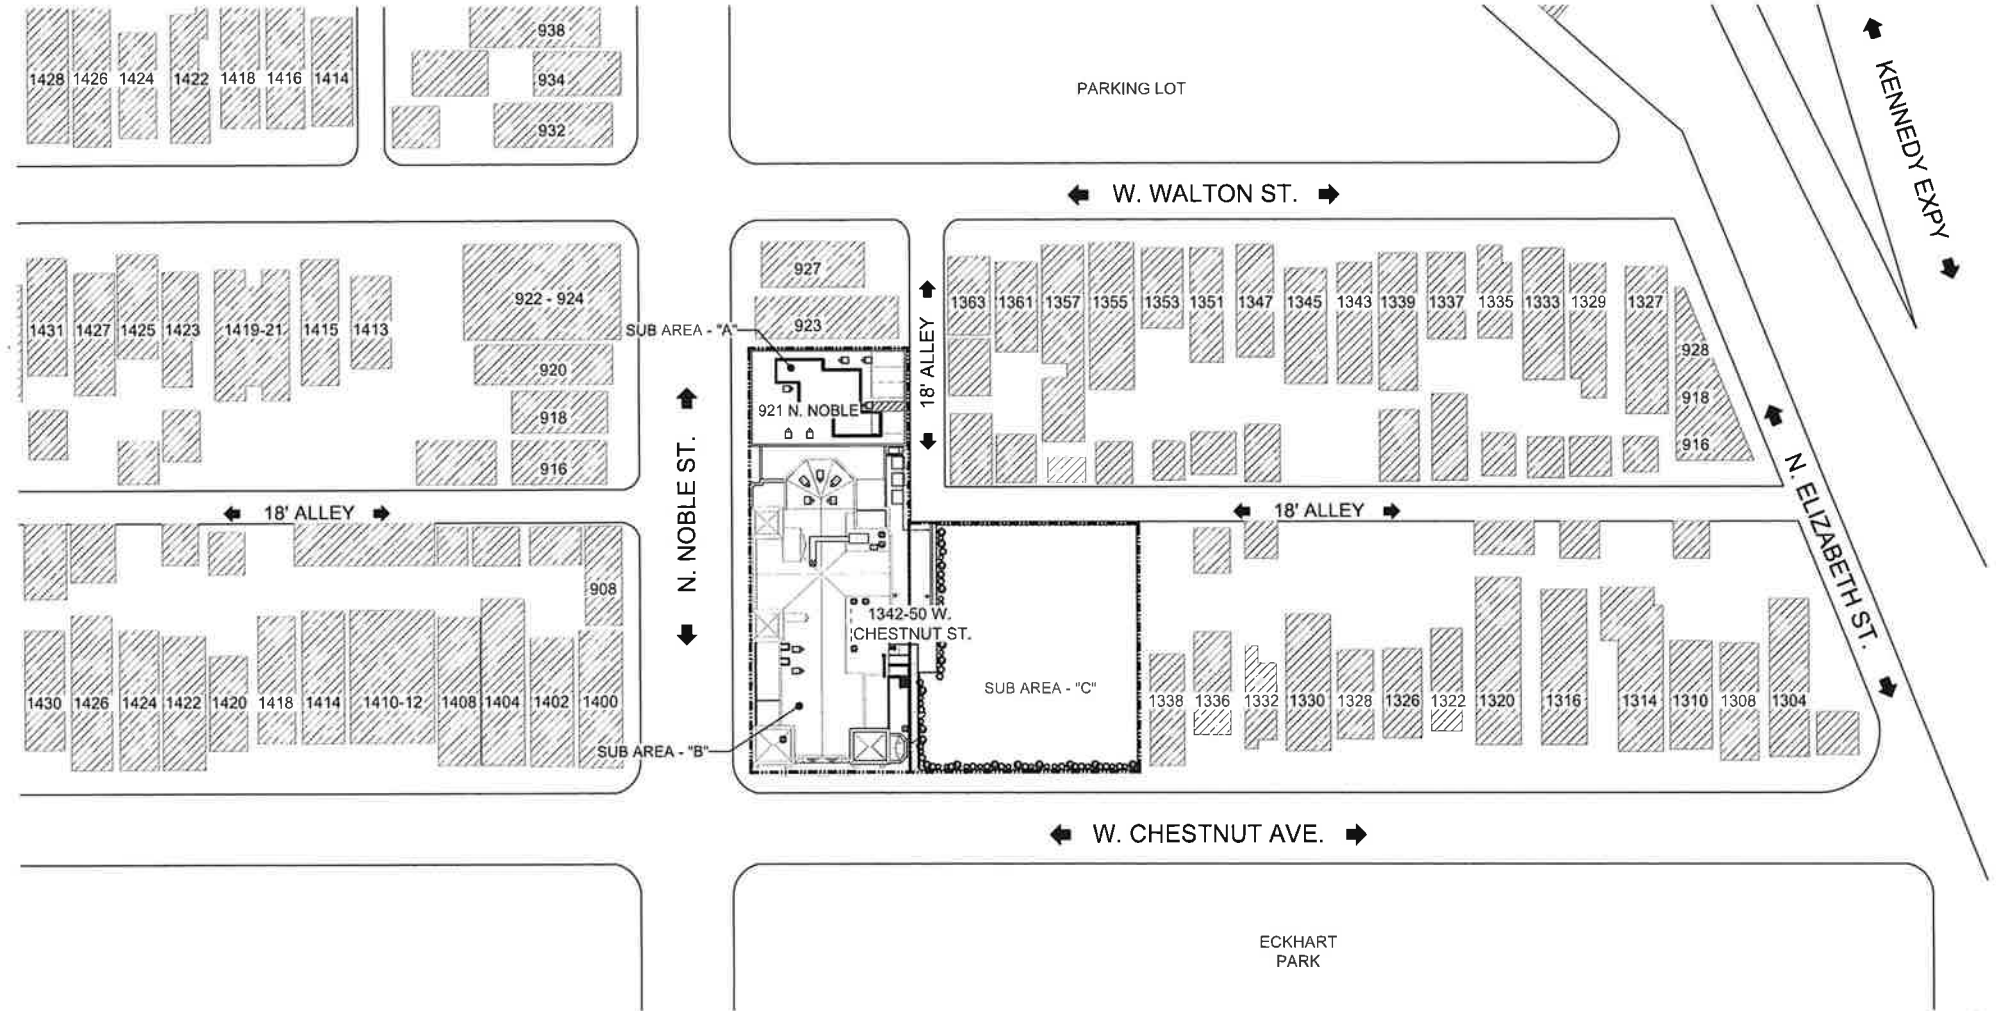 938
1428 1426 1424 1422 1418 1416 1414
934
PARKING LOT
932
KENNEDY EXPY
W. WALTON ST.
927
922 - 924
1363 1361 1357 1355 1353 1351 1347 1345 1343 1339 1337 1335 1333 1329 1327
1431 1427 1425 1423 1419-21 1415 1413
SUB AREA - "A"
923
18' ALLEY
928
920
918
921 N. NOBLE
918
916
916
N. NOBLE ST.
N. ELIZABETH ST.
18' ALLEY
18' ALLEY
908
1342-50 W.
CHESTNUT ST.
SUB AREA - "C"
1430 1426 1424 1422 1420 1418 1414 1410-12 1408 1404 1402 1400
1338 1336 1332 1330 1328 1326 1322 1320 1316 1314 1310 1308 1304
SUB AREA - "B"
W. CHESTNUT AVE.
ECKHART
PARK